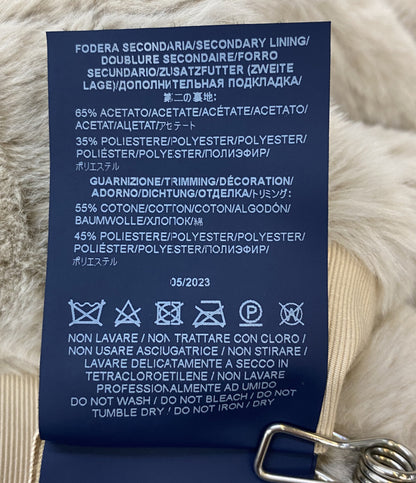 FODERA SECONDARIA/SECONDARY LINING/
DOUBLURE SECONDAIRE/FORRO
SECUNDARIO/ZUSATZFUTTER (ZWEITE
LAGE)/ДОПОЛНИТЕЛЬНАЯ ПОДКЛАДКА/
第二の裏地:
65% ACETATO/ACETATE/ACÉTATE/ACETATO/
ACETAT/АЦЕТАТ/アセテート
35% POLIESTERE/POLYESTER/POLYESTER/
POLIÉSTER/POLYESTER/ПОЛИЭФИР/
ポリエステル
GUARNIZIONE/TRIMMING/DÉCORATION/
ADORNO/DICHTUNG/ОТДЕЛКА/トリミング:
55% COTONE/COTTON/COTON/ALGODÓN/
BAUMWOLLE/ХЛОПОК/綿
45% POLIESTERE/POLYESTER/POLYESTER/
POLIÉSTER/POLYESTER/ПОЛИЭФИР/
ポリエステル
05/2023
P
NON LAVARE / NON TRATTARE CON CLORO /
NON USARE ASCIUGATRICE / NON STIRARE /
LAVARE DELICATAMENTE A SECCO IN
TETRACLOROETILENE / NON LAVARE
PROFESSIONALMENTE AD UMIDO
DO NOT WASH / DO NOT BLEACH / DO NOT
TUMBLE DRY / DO NOT IRON / DRY